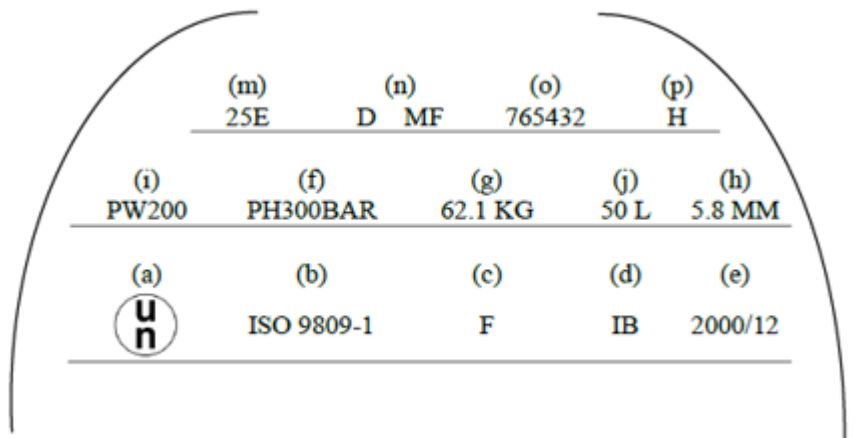 (m) (n) (o) (p)
25E D MF 765432 H
(i) (f) (g) (j) (h)
PW200 PH300BAR 62.1 KG 50 L 5.8 MM
(a) (b) (c) (d) (e)
u n ISO 9809-1 F IB 2000/12